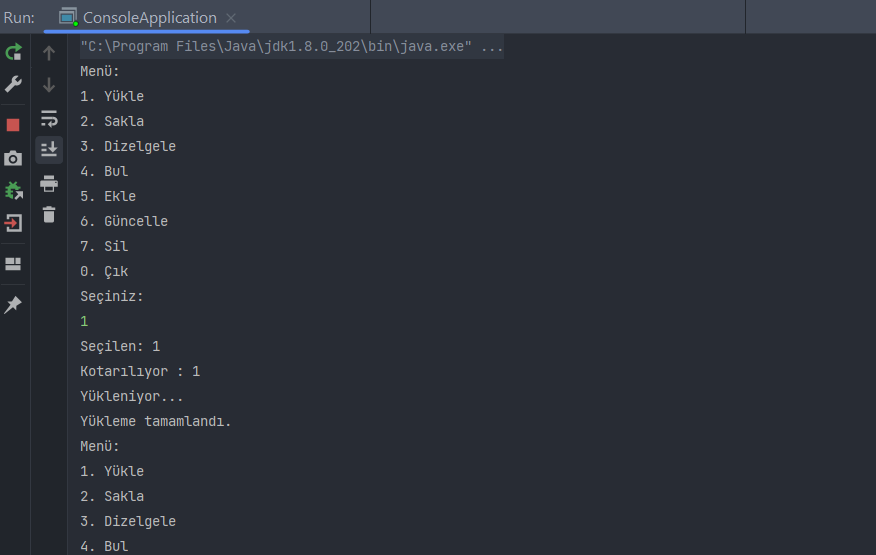 Run: ConsoleApplication
"C:\Program Files\Java\jdk1.8.0_202\bin\java.exe" ...
Menü:
1. Yükle
2. Sakla
3. Dizelgele
4. Bul
5. Ekle
6. Güncelle
7. Sil
0. Çık
Seçiniz:
1
Seçilen: 1
Kotarılıyor : 1
Yükleniyor...
Yükleme tamamlandı.
Menü:
1. Yükle
2. Sakla
3. Dizelgele
4. Bul